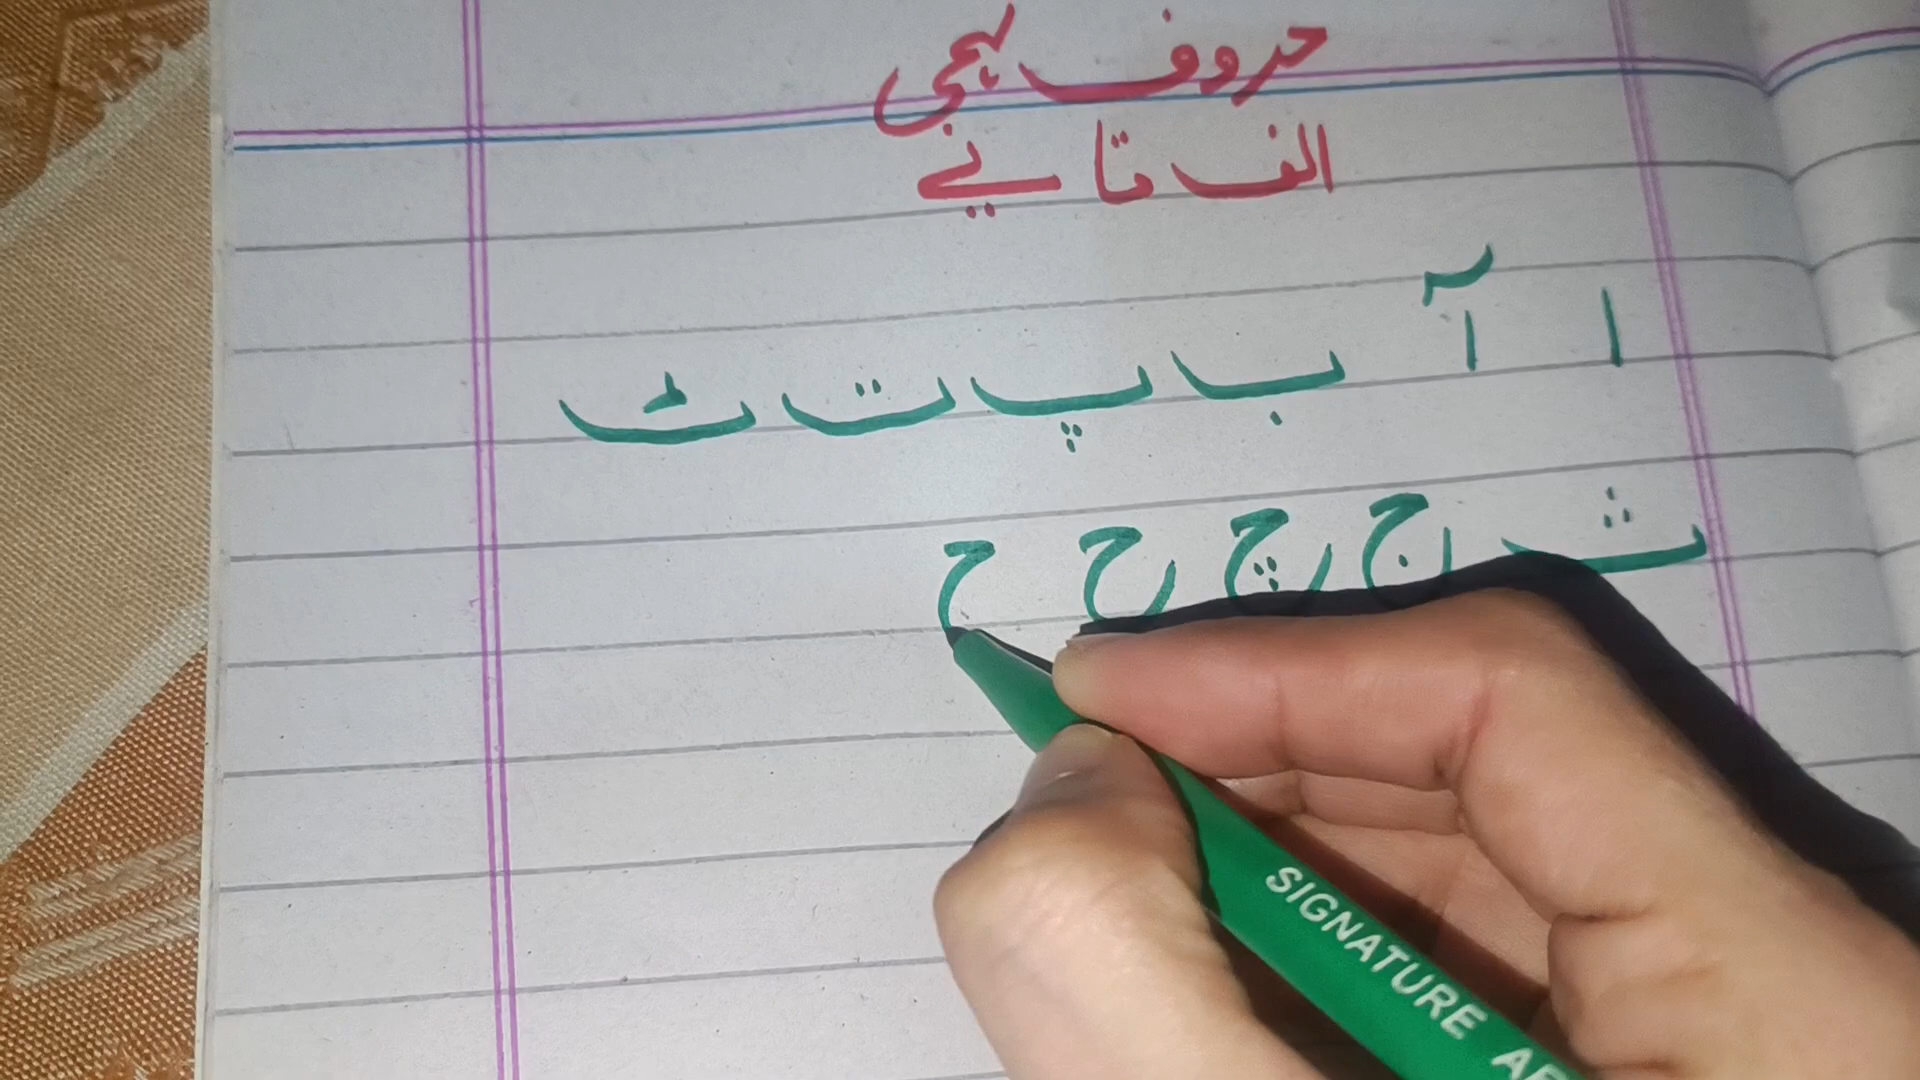 حروف تہجی
الف تا یے
ا آ ب پ ت ٹ
ث ج چ ح ح
SIGNATURE